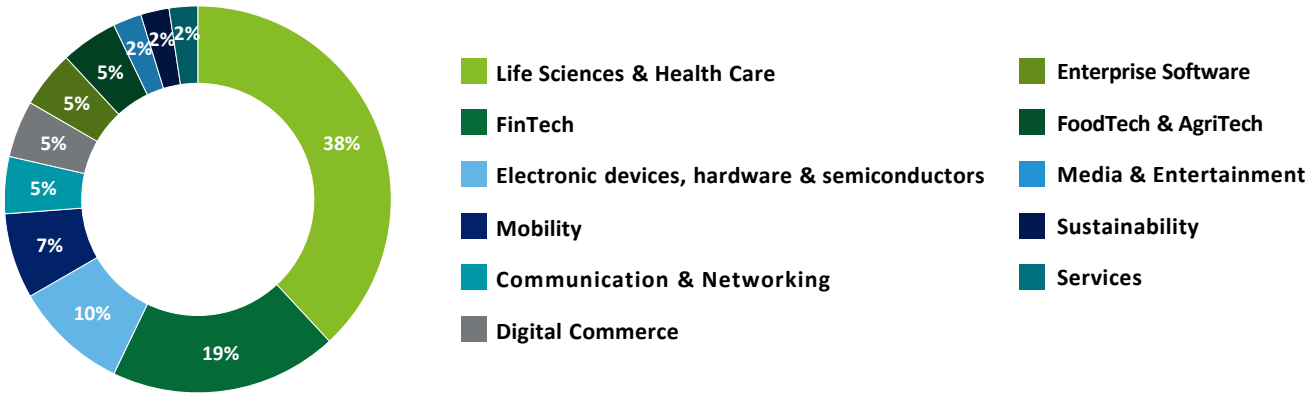 2%
2%
2%
5%
5%
5%
5%
7%
10%
19%
38%
Life Sciences & Health Care
FinTech
Electronic devices, hardware & semiconductors
Mobility
Communication & Networking
Digital Commerce
Enterprise Software
FoodTech & AgriTech
Media & Entertainment
Sustainability
Services